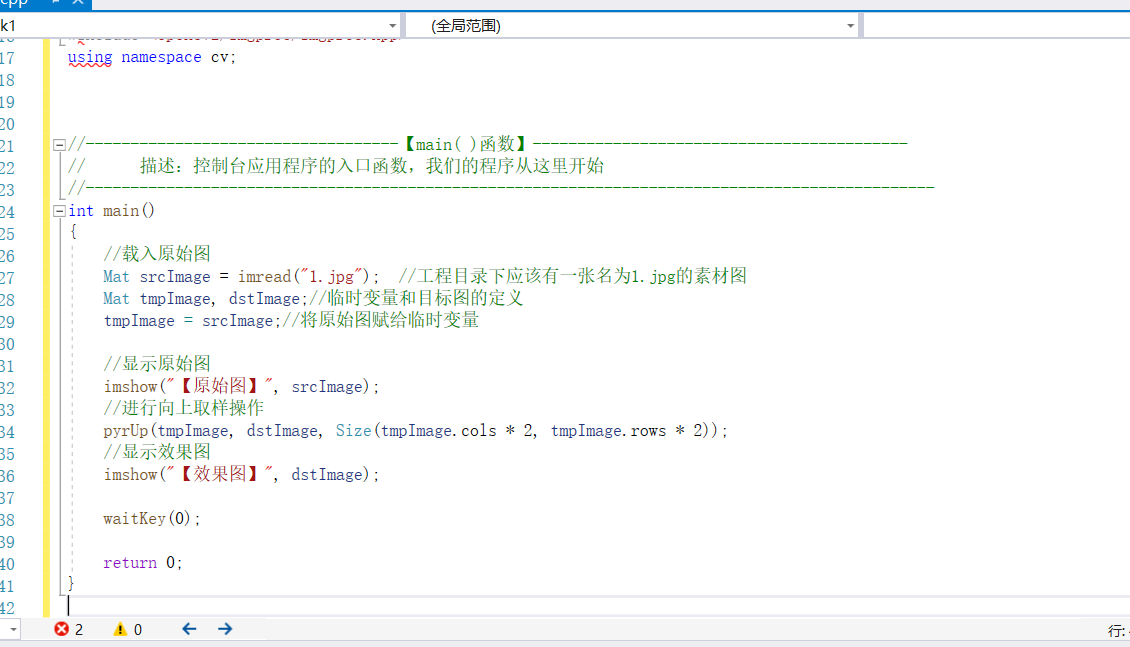 cpp
k1 (全局范围)
17 using namespace cv;
18
19
20
21 //-----------------------------------【main( )函数】------------------------------------------
22 //      描述：控制台应用程序的入口函数，我们的程序从这里开始
23 //-----------------------------------------------------------------------------------------------
24 int main()
25 {
26     //载入原始图
27     Mat srcImage = imread("1.jpg");  //工程目录下应该有一张名为1.jpg的素材图
28     Mat tmpImage, dstImage;//临时变量和目标图的定义
29     tmpImage = srcImage;//将原始图赋给临时变量
30
31     //显示原始图
32     imshow("【原始图】", srcImage);
33     //进行向上取样操作
34     pyrUp(tmpImage, dstImage, Size(tmpImage.cols * 2, tmpImage.rows * 2));
35     //显示效果图
36     imshow("【效果图】", dstImage);
37
38     waitKey(0);
39
40     return 0;
41 }
42
2 0 行: